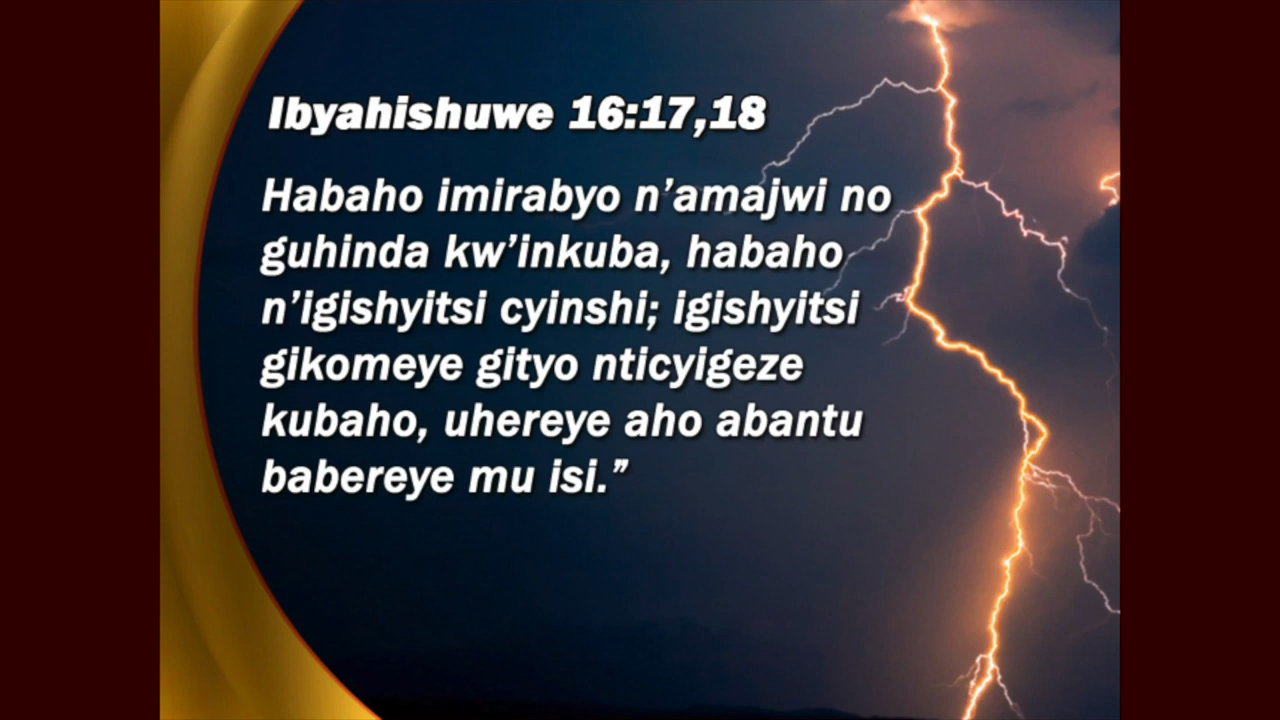 Ibyahishuwe 16:17,18
Habaho imirabyo n’amajwi no
guhinda kw’inkuba, habaho
n’igishyitsi cyinshi; igishyitsi
gikomeye gityo nticyigeze
kubaho, uhereye aho abantu
babereye mu isi.”